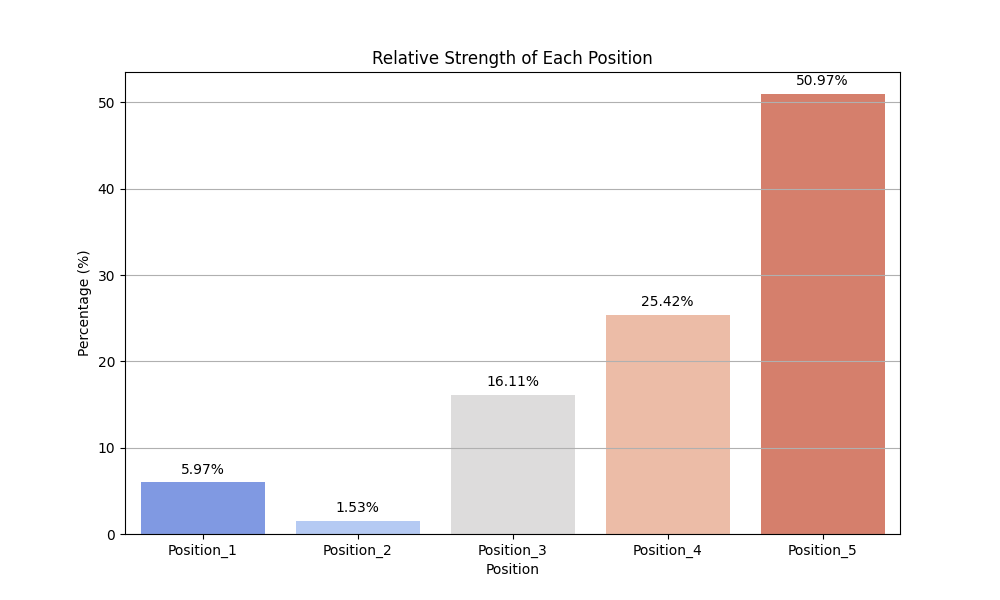 Relative Strength of Each Position
Percentage (%)
50
40
30
20
10
0
5.97%
1.53%
16.11%
25.42%
50.97%
Position_1
Position_2
Position_3
Position_4
Position_5
Position